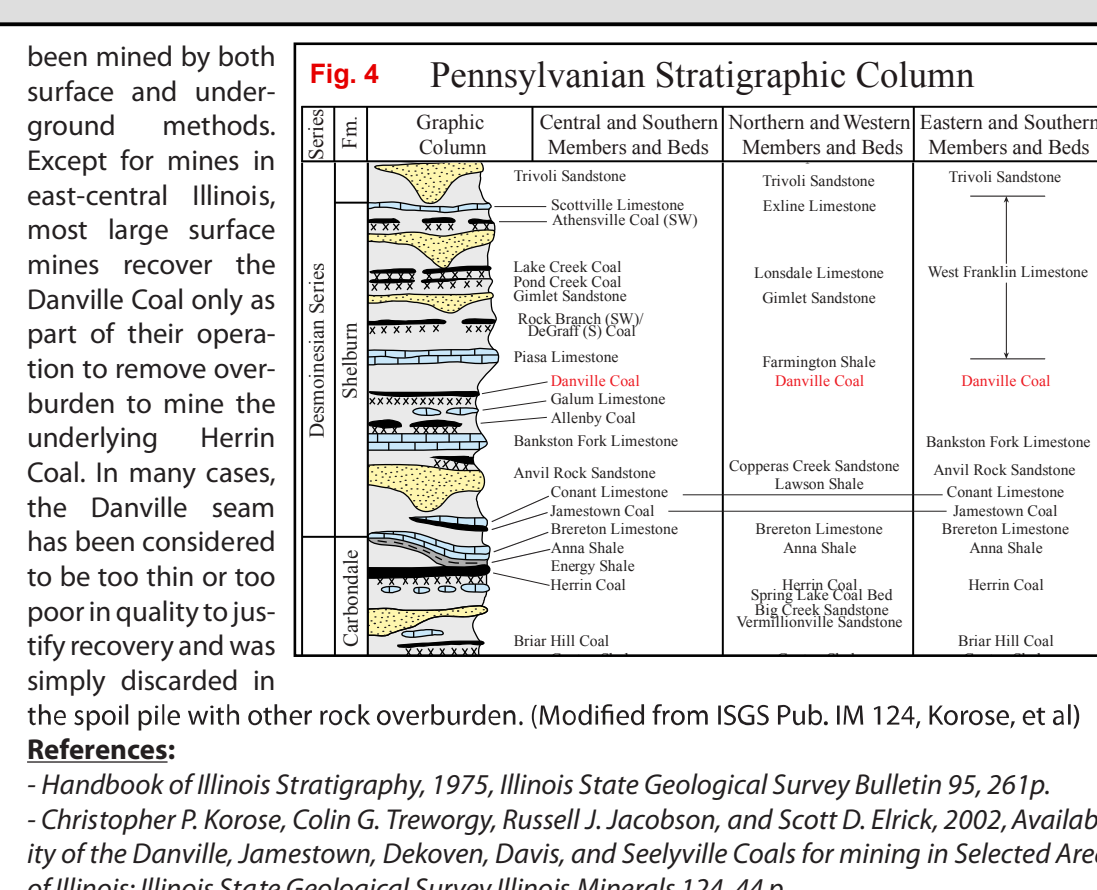 been mined by both
surface and under-
ground methods.
Except for mines in
east-central Illinois,
most large surface
mines recover the
Danville Coal only as
part of their opera-
tion to remove over-
burden to mine the
underlying Herrin
Coal. In many cases,
the Danville seam
has been considered
to be too thin or too
poor in quality to jus-
tify recovery and was
simply discarded in
the spoil pile with other rock overburden. (Modified from ISGS Pub. IM 124, Korose, et al)
Fig. 4 Pennsylvanian Stratigraphic Column
Series
Fm.
Graphic
Column
Central and Southern
Members and Beds
Northern and Western
Members and Beds
Eastern and Southern
Members and Beds
Desmoinesian Series
Shelburn
Carbondale
Trivoli Sandstone
Scottville Limestone
Athensville Coal (SW)
Lake Creek Coal
Pond Creek Coal
Gimlet Sandstone
Rock Branch (SW)/
DeGraff (S) Coal
Piasa Limestone
Danville Coal
Galum Limestone
Allenby Coal
Bankston Fork Limestone
Anvil Rock Sandstone
Conant Limestone
Jamestown Coal
Brereton Limestone
Anna Shale
Energy Shale
Herrin Coal
Briar Hill Coal
Trivoli Sandstone
Exline Limestone
Lonsdale Limestone
Gimlet Sandstone
Farmington Shale
Danville Coal
Copperas Creek Sandstone
Lawson Shale
Brereton Limestone
Anna Shale
Herrin Coal
Spring Lake Coal Bed
Big Creek Sandstone
Vermillionville Sandstone
Trivoli Sandstone
West Franklin Limestone
Danville Coal
Bankston Fork Limestone
Anvil Rock Sandstone
Conant Limestone
Jamestown Coal
Brereton Limestone
Anna Shale
Herrin Coal
Briar Hill Coal
References:
- Handbook of Illinois Stratigraphy, 1975, Illinois State Geological Survey Bulletin 95, 261p.
- Christopher P. Korose, Colin G. Treworgy, Russell J. Jacobson, and Scott D. Elrick, 2002, Availab
ity of the Danville, Jamestown, Dekoven, Davis, and Seelyville Coals for mining in Selected Area
of Illinois: Illinois State Geological Survey Illinois Minerals 124, 44 p.